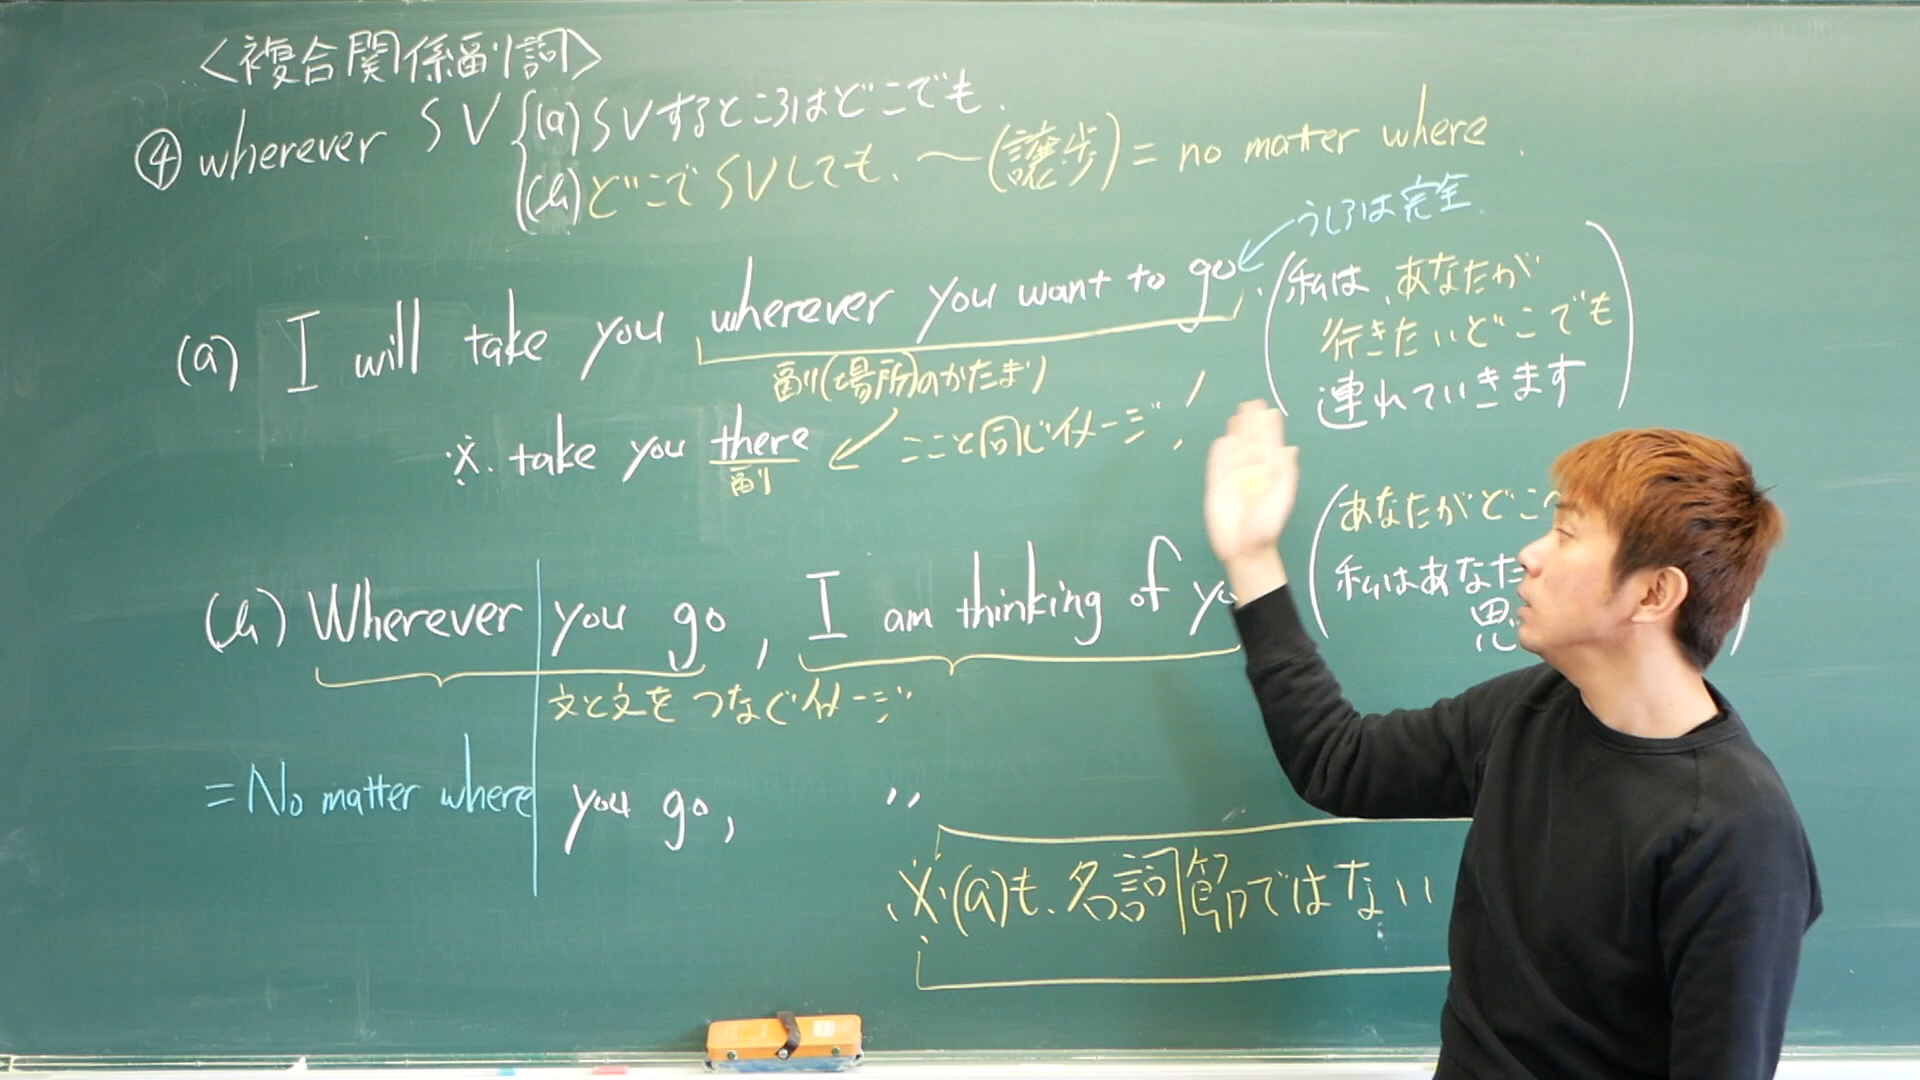 <複合関係副詞>
④ wherever SV {(a) SVするところはどこでも.
(b) どこでSVしても、〜(譲歩) = no matter where.
うしろは完全.
(a) I will take you wherever you want to go.
副(場所)のかたまり
(私は、あなたが
行きたいどこでも
連れていきます)
※. take you there
副
ここと同じイメージ!
(b) Wherever you go, I am thinking of yo
文と文をつなぐイメージ
(あなたがどこへ
私はあなた
思
= No matter where you go, 〃
※(a)も、名詞節ではない